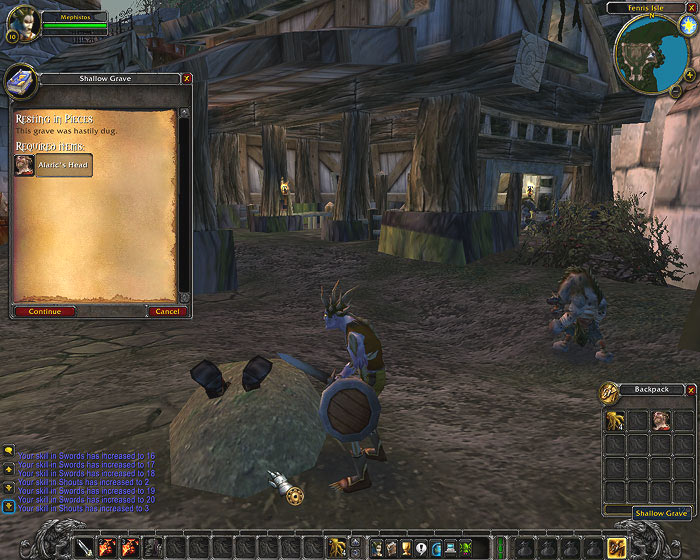 Mephistos
10
Fenris Isle
N
Shallow Grave
Resting in Pieces
This grave was hastily dug.
Required items:
Alaric's Head
Continue
Cancel
Backpack
Your skill in Swords has increased to 16
Your skill in Swords has increased to 17
Your skill in Swords has increased to 18
Your skill in Shouts has increased to 2
Your skill in Swords has increased to 19
Your skill in Swords has increased to 20
Your skill in Shouts has increased to 3
Shallow Grave